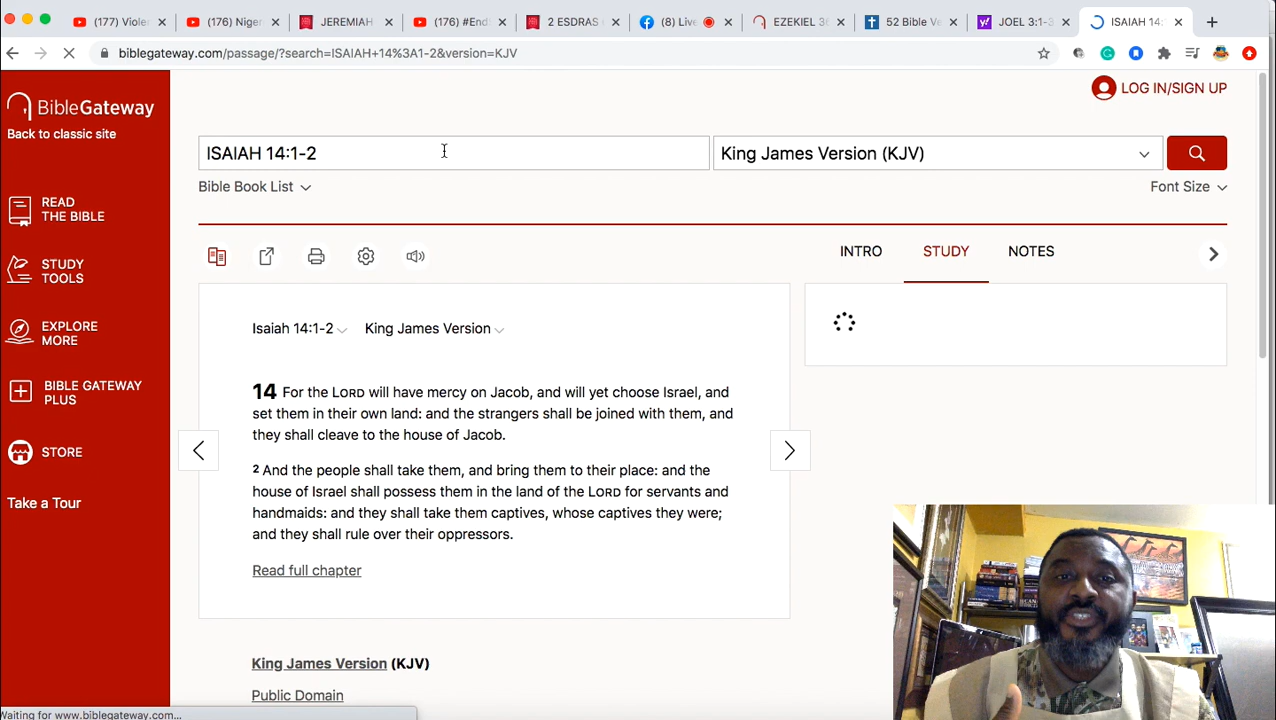 (177) Viole
(176) Niger
JEREMIAH
(176) #End
2 ESDRAS
(8) Live
EZEKIEL 36
52 Bible Ve
JOEL 3:1-3
ISAIAH 14:
biblegateway.com/passage/?search=ISAIAH+14%3A1-2&version=KJV
BibleGateway
Back to classic site
LOG IN/SIGN UP
ISAIAH 14:1-2
King James Version (KJV)
Bible Book List
Font Size
READ
THE BIBLE
STUDY
TOOLS
EXPLORE
MORE
BIBLE GATEWAY
PLUS
STORE
Take a Tour
INTRO
STUDY
NOTES
Isaiah 14:1-2
King James Version
14 For the LORD will have mercy on Jacob, and will yet choose Israel, and
set them in their own land: and the strangers shall be joined with them, and
they shall cleave to the house of Jacob.
2 And the people shall take them, and bring them to their place: and the
house of Israel shall possess them in the land of the LORD for servants and
handmaids: and they shall take them captives, whose captives they were;
and they shall rule over their oppressors.
Read full chapter
King James Version (KJV)
Public Domain
Waiting for www.biblegateway.com...